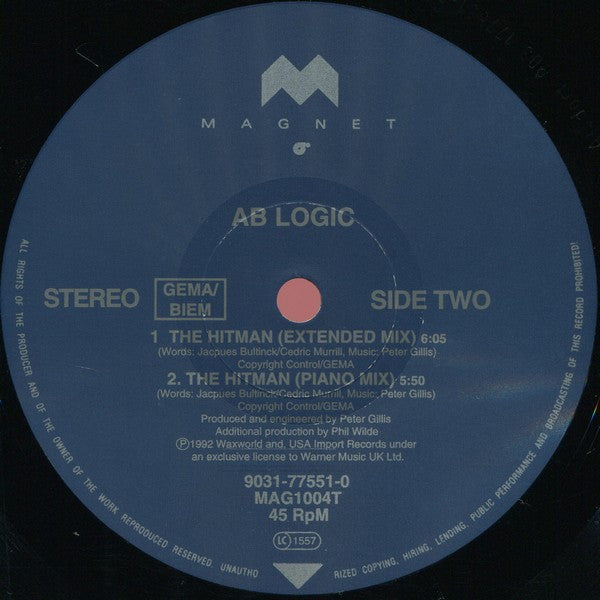 MAGNET
AB LOGIC
STEREO
GEMA/
BIEM
SIDE TWO
1 THE HITMAN (EXTENDED MIX) 6:05
(Words: Jacques Bultinck/Cedric Murrill, Music: Peter Gillis)
Copyright Control/GEMA
2. THE HITMAN (PIANO MIX) 5:50
(Words: Jacques Bultinck/Cedric Murrill, Music: Peter Gillis)
Copyright Control/GEMA
Produced and engineered by Peter Gillis
Additional production by Phil Wilde
Ⓟ1992 Waxworld and. USA Import Records under
an exclusive license to Warner Music UK Ltd.
9031-77551-0
MAG1004T
45 RpM
LC 1557
ALL RIGHTS OF THE PRODUCER AND OF THE OWNER OF THE WORK REPRODUCED RESERVED. UNAUTHO
RIZED COPYING, HIRING, LENDING, PUBLIC PERFORMANCE AND BROADCASTING OF THIS RECORD PROHIBITED!